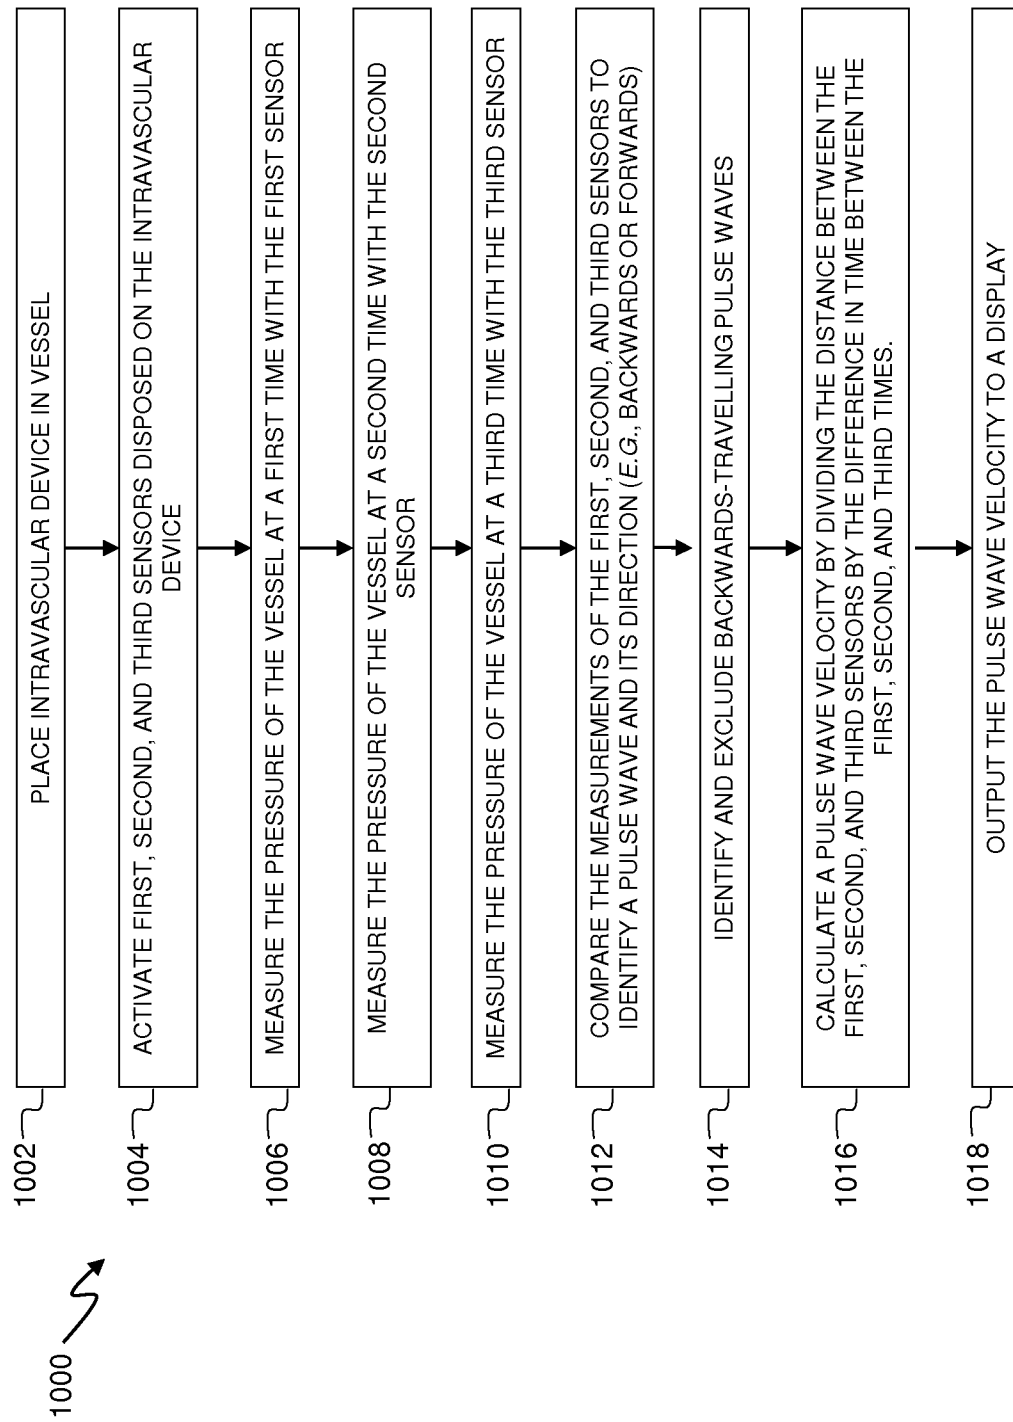 1000
1002
PLACE INTRAVASCULAR DEVICE IN VESSEL
1004
ACTIVATE FIRST, SECOND, AND THIRD SENSORS DISPOSED ON THE INTRAVASCULAR
DEVICE
1006
MEASURE THE PRESSURE OF THE VESSEL AT A FIRST TIME WITH THE FIRST SENSOR
1008
MEASURE THE PRESSURE OF THE VESSEL AT A SECOND TIME WITH THE SECOND
SENSOR
1010
MEASURE THE PRESSURE OF THE VESSEL AT A THIRD TIME WITH THE THIRD SENSOR
1012
COMPARE THE MEASUREMENTS OF THE FIRST, SECOND, AND THIRD SENSORS TO
IDENTIFY A PULSE WAVE AND ITS DIRECTION (E.G., BACKWARDS OR FORWARDS)
1014
IDENTIFY AND EXCLUDE BACKWARDS-TRAVELLING PULSE WAVES
1016
CALCULATE A PULSE WAVE VELOCITY BY DIVIDING THE DISTANCE BETWEEN THE
FIRST, SECOND, AND THIRD SENSORS BY THE DIFFERENCE IN TIME BETWEEN THE
FIRST, SECOND, AND THIRD TIMES.
1018
OUTPUT THE PULSE WAVE VELOCITY TO A DISPLAY